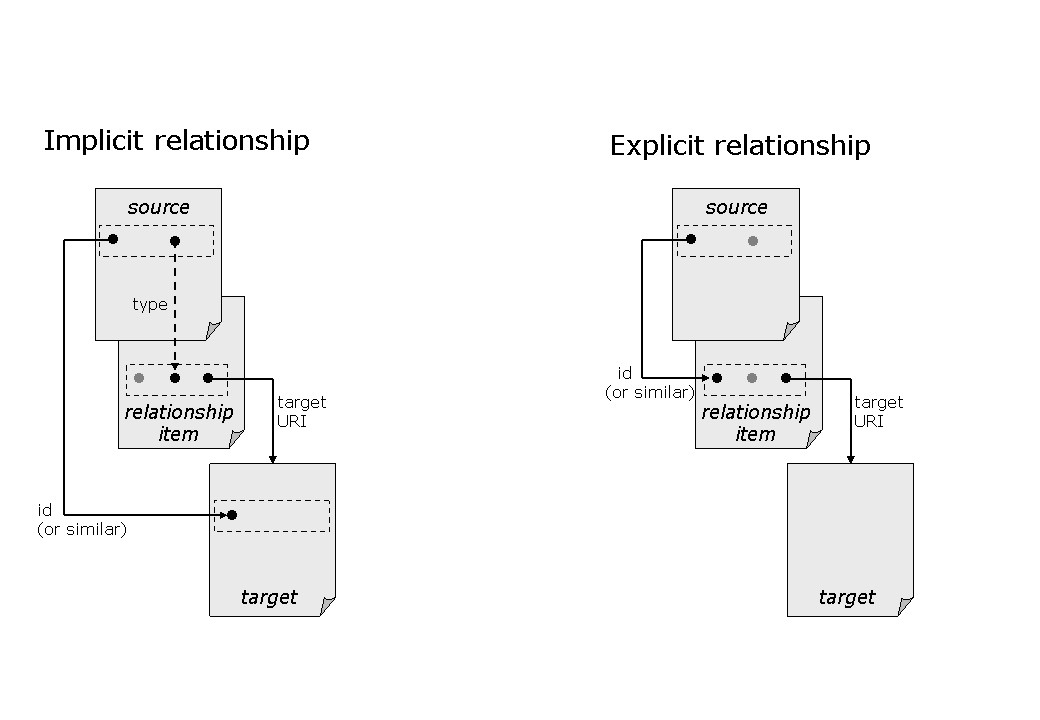 Implicit relationship
source
type
relationship
item
target
URI
id
(or similar)
target
Explicit relationship
source
id
(or similar)
relationship
item
target
URI
target